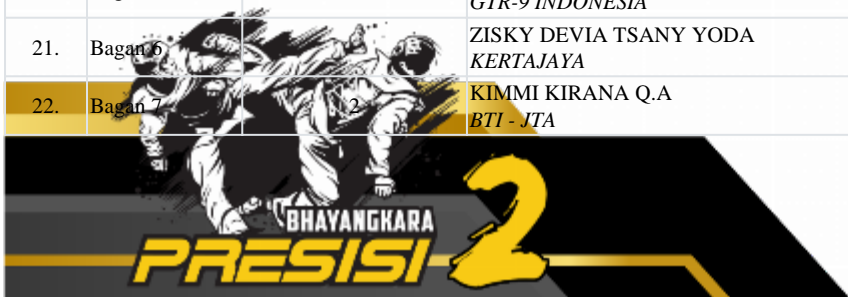 GTR-9 INDONESIA
21. Bagan 6 ZISKY DEVIA TSANY YODA
KERTAJAYA
22. Bagan 7 2 KIMMI KIRANA Q.A
BTI - JTA
BHAYANGKARA
PRESISI 2